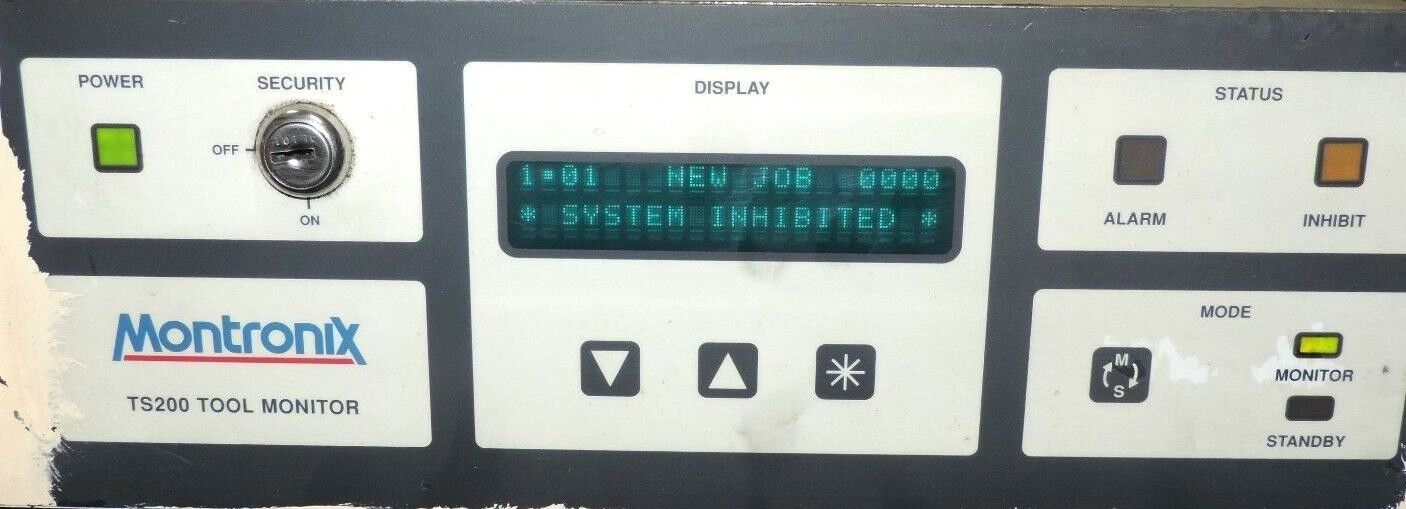 POWER
SECURITY
OFF
ON
Montronix
TS200 TOOL MONITOR
DISPLAY
1▪01 NEW JOB 0000
* SYSTEM INHIBITED *
STATUS
ALARM
INHIBIT
MODE
M
S
MONITOR
STANDBY